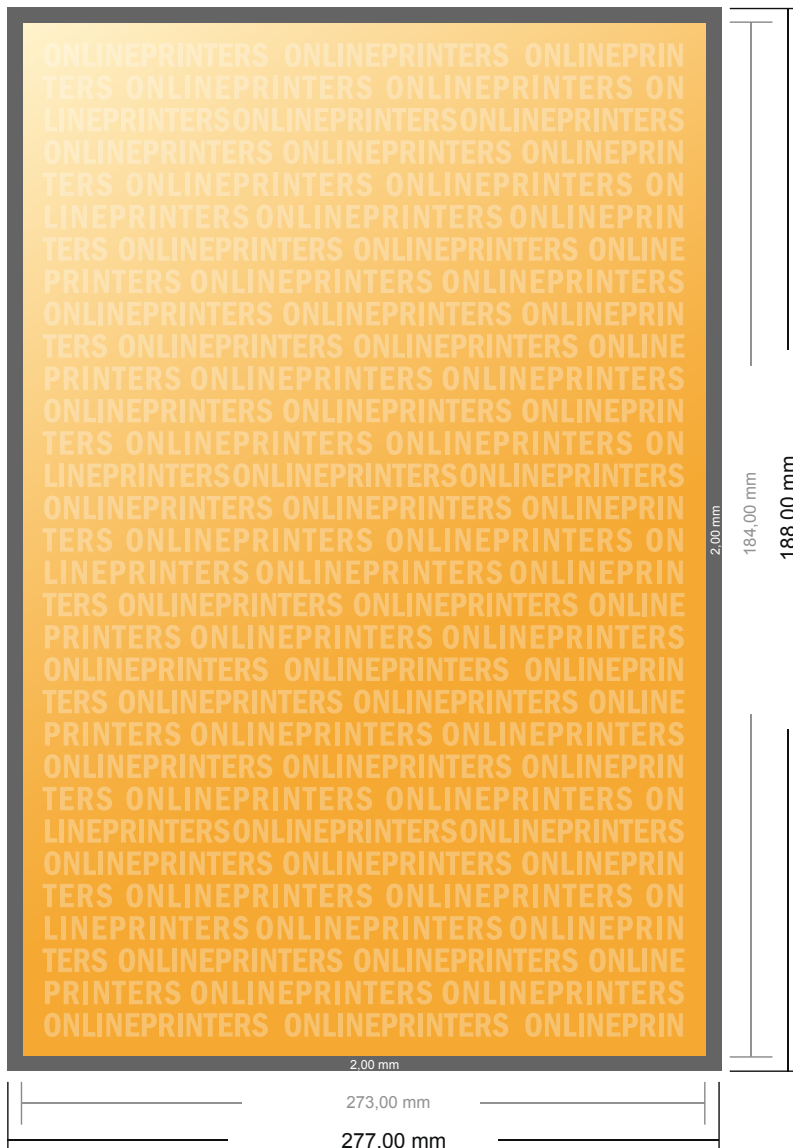 ONLINEPRINTERS ONLINEPRINTERS ONLINEPRIN
TERS ONLINEPRINTERS ONLINEPRINTERS ON
LINEPRINTERSONLINEPRINTERSONLINEPRINTERS
ONLINEPRINTERS ONLINEPRINTERS ONLINEPRIN
TERS ONLINEPRINTERS ONLINEPRINTERS ON
LINEPRINTERS ONLINEPRINTERS ONLINEPRIN
TERS ONLINEPRINTERS ONLINEPRINTERS ONLINE
PRINTERS ONLINEPRINTERS ONLINEPRINTERS
ONLINEPRINTERS ONLINEPRINTERS ONLINEPRIN
TERS ONLINEPRINTERS ONLINEPRINTERS ONLINE
PRINTERS ONLINEPRINTERS ONLINEPRINTERS
ONLINEPRINTERS ONLINEPRINTERS ONLINEPRIN
TERS ONLINEPRINTERS ONLINEPRINTERS ON
LINEPRINTERSONLINEPRINTERSONLINEPRINTERS
ONLINEPRINTERS ONLINEPRINTERS ONLINEPRIN
TERS ONLINEPRINTERS ONLINEPRINTERS ON
LINEPRINTERS ONLINEPRINTERS ONLINEPRIN
TERS ONLINEPRINTERS ONLINEPRINTERS ONLINE
PRINTERS ONLINEPRINTERS ONLINEPRINTERS
ONLINEPRINTERS ONLINEPRINTERS ONLINEPRIN
TERS ONLINEPRINTERS ONLINEPRINTERS ONLINE
PRINTERS ONLINEPRINTERS ONLINEPRINTERS
ONLINEPRINTERS ONLINEPRINTERS ONLINEPRIN
TERS ONLINEPRINTERS ONLINEPRINTERS ON
LINEPRINTERSONLINEPRINTERSONLINEPRINTERS
ONLINEPRINTERS ONLINEPRINTERS ONLINEPRIN
TERS ONLINEPRINTERS ONLINEPRINTERS ON
LINEPRINTERS ONLINEPRINTERS ONLINEPRIN
TERS ONLINEPRINTERS ONLINEPRINTERS ONLINE
PRINTERS ONLINEPRINTERS ONLINEPRINTERS
ONLINEPRINTERS ONLINEPRINTERS ONLINEPRIN
2,00 mm
184,00 mm
188,00 mm
2,00 mm
273,00 mm
277,00 mm